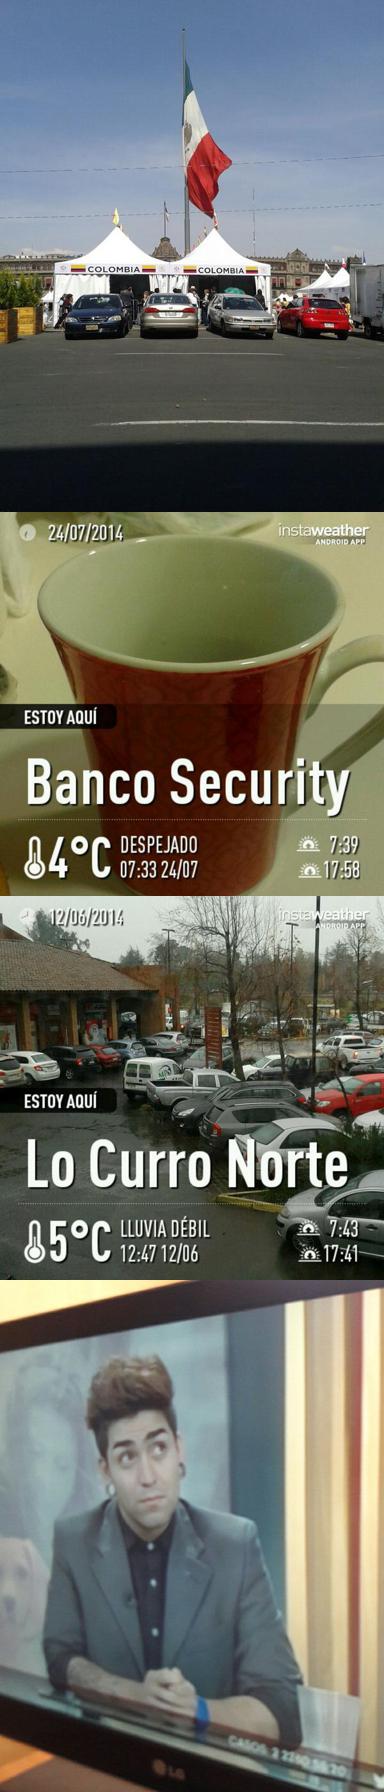 COLOMBIA
COLOMBIA
24/07/2014
instaweather
ANDROID APP
ESTOY AQUÍ
Banco Security
4°C
DESPEJADO
07:33 24/07
7:39
17:58
12/06/2014
instaweather
ANDROID APP
ESTOY AQUÍ
Lo Curro Norte
5°C
LLUVIA DÉBIL
12:47 12/06
7:43
17:41
LG